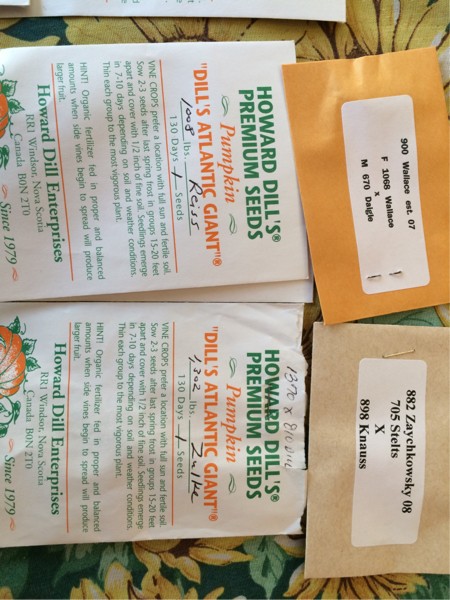 900 Wallace est. 07
F 1068 Wallace
x
M 670 Daigle
882 Zaychkowsky 08
705 Stelts
X
898 Knauss
HOWARD DILL'S®
PREMIUM SEEDS
Pumpkin
"DILL'S ATLANTIC GIANT"®
1008 lbs. Reiss
130 Days 1 Seeds
VINE CROPS prefer a location with full sun and fertile soil.
Sow 2-3 seeds after last spring frost in groups 15-20 feet
apart and cover with 1/2 inch of fine soil. Seedlings emerge
in 7-10 days depending on soil and weather conditions.
Thin each group to the most vigorous plant.
HINT! Organic fertilizer fed in proper and balanced
amounts when side vines begin to spread will produce
larger fruit.
Howard Dill Enterprises
RR1 Windsor, Nova Scotia
Canada B0N 2T0
Since 1979
1370 x 810
HOWARD DILL'S®
PREMIUM SEEDS
Pumpkin
"DILL'S ATLANTIC GIANT"®
1302 lbs. Zulke
130 Days 1 Seeds
VINE CROPS prefer a location with full sun and fertile soil.
Sow 2-3 seeds after last spring frost in groups 15-20 feet
apart and cover with 1/2 inch of fine soil. Seedlings emerge
in 7-10 days depending on soil and weather conditions.
Thin each group to the most vigorous plant.
HINT! Organic fertilizer fed in proper and balanced
amounts when side vines begin to spread will produce
larger fruit.
Howard Dill Enterprises
RR1 Windsor, Nova Scotia
Canada B0N 2T0
Since 1979